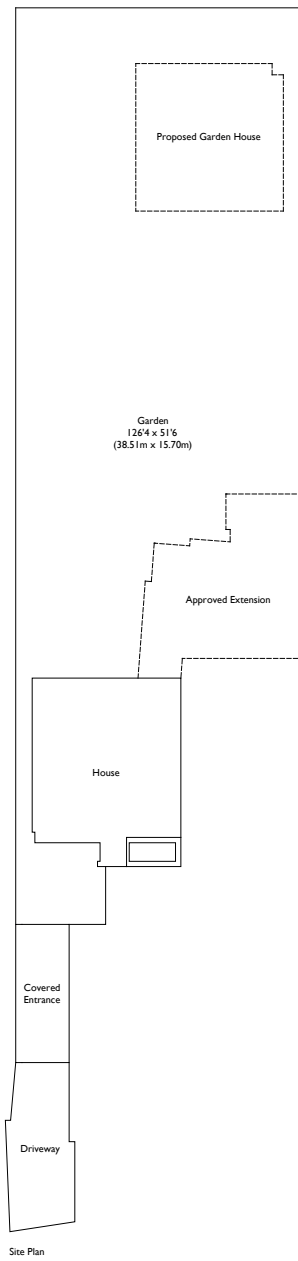 Proposed Garden House
Garden
126'4 x 51'6
(38.51m x 15.70m)
Approved Extension
House
Covered
Entrance
Driveway
Site Plan